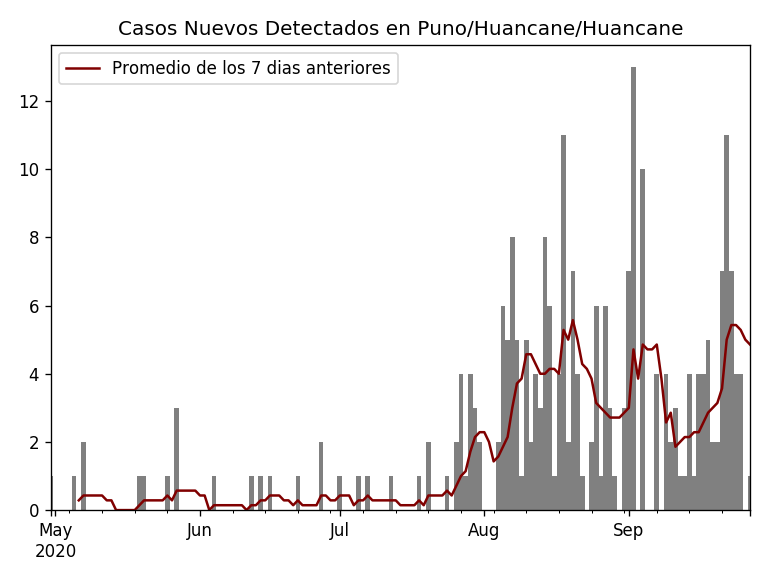 Casos Nuevos Detectados en Puno/Huancane/Huancane
Promedio de los 7 dias anteriores
12
10
8
6
4
2
0
May Jun Jul Aug Sep
2020